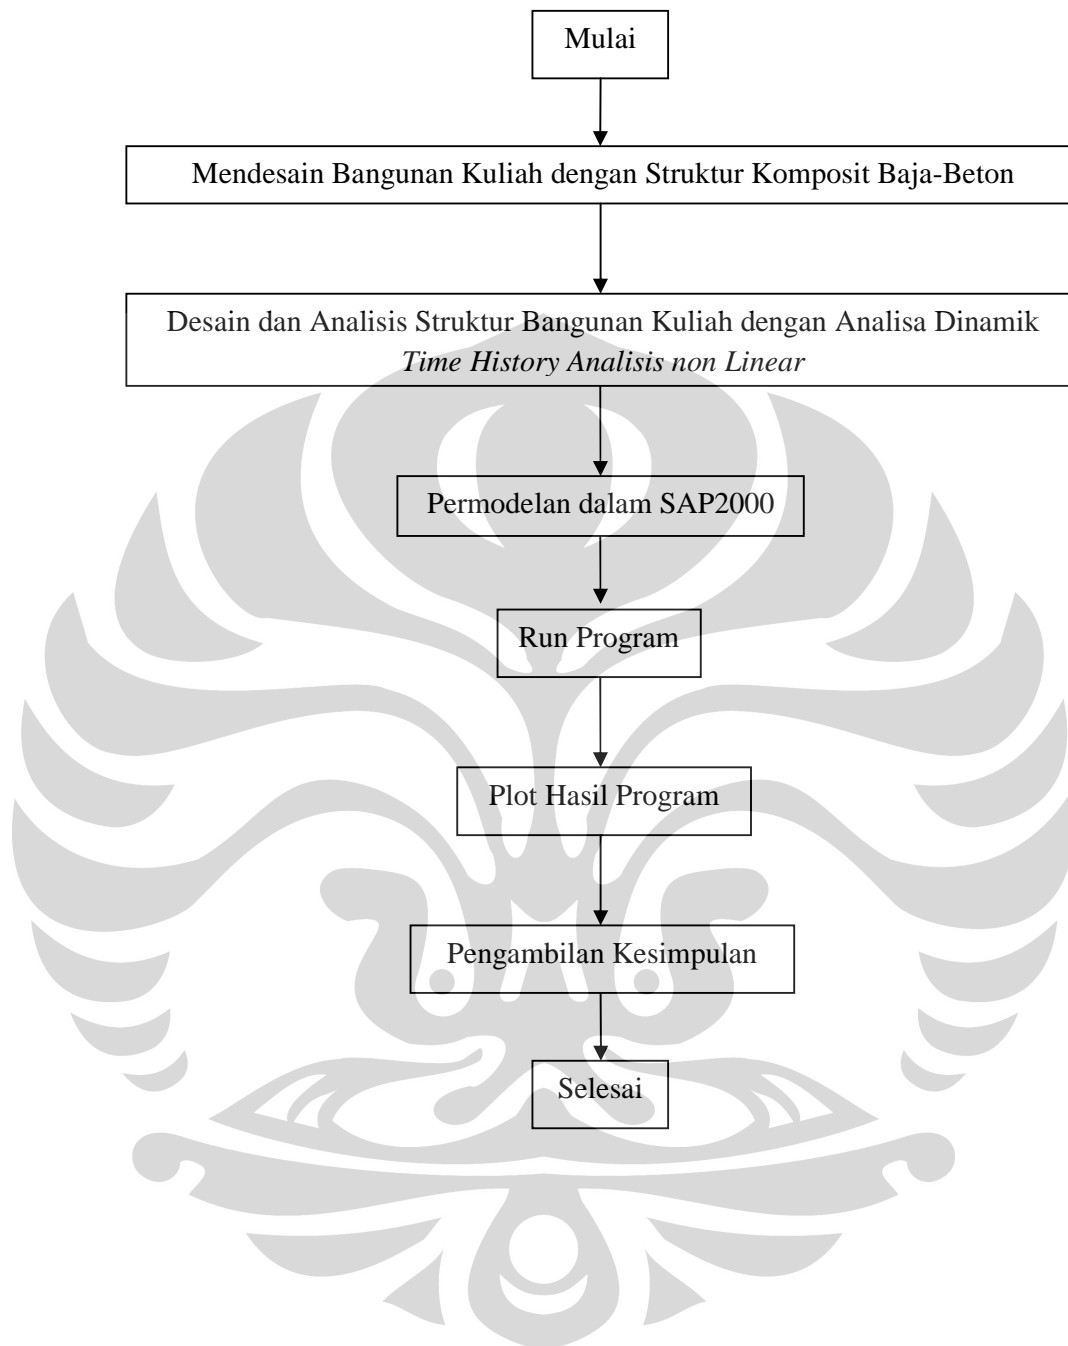 Mulai
Mendesain Bangunan Kuliah dengan Struktur Komposit Baja-Beton
Desain dan Analisis Struktur Bangunan Kuliah dengan Analisa Dinamik
Time History Analisis non Linear
Permodelan dalam SAP2000
Run Program
Plot Hasil Program
Pengambilan Kesimpulan
Selesai